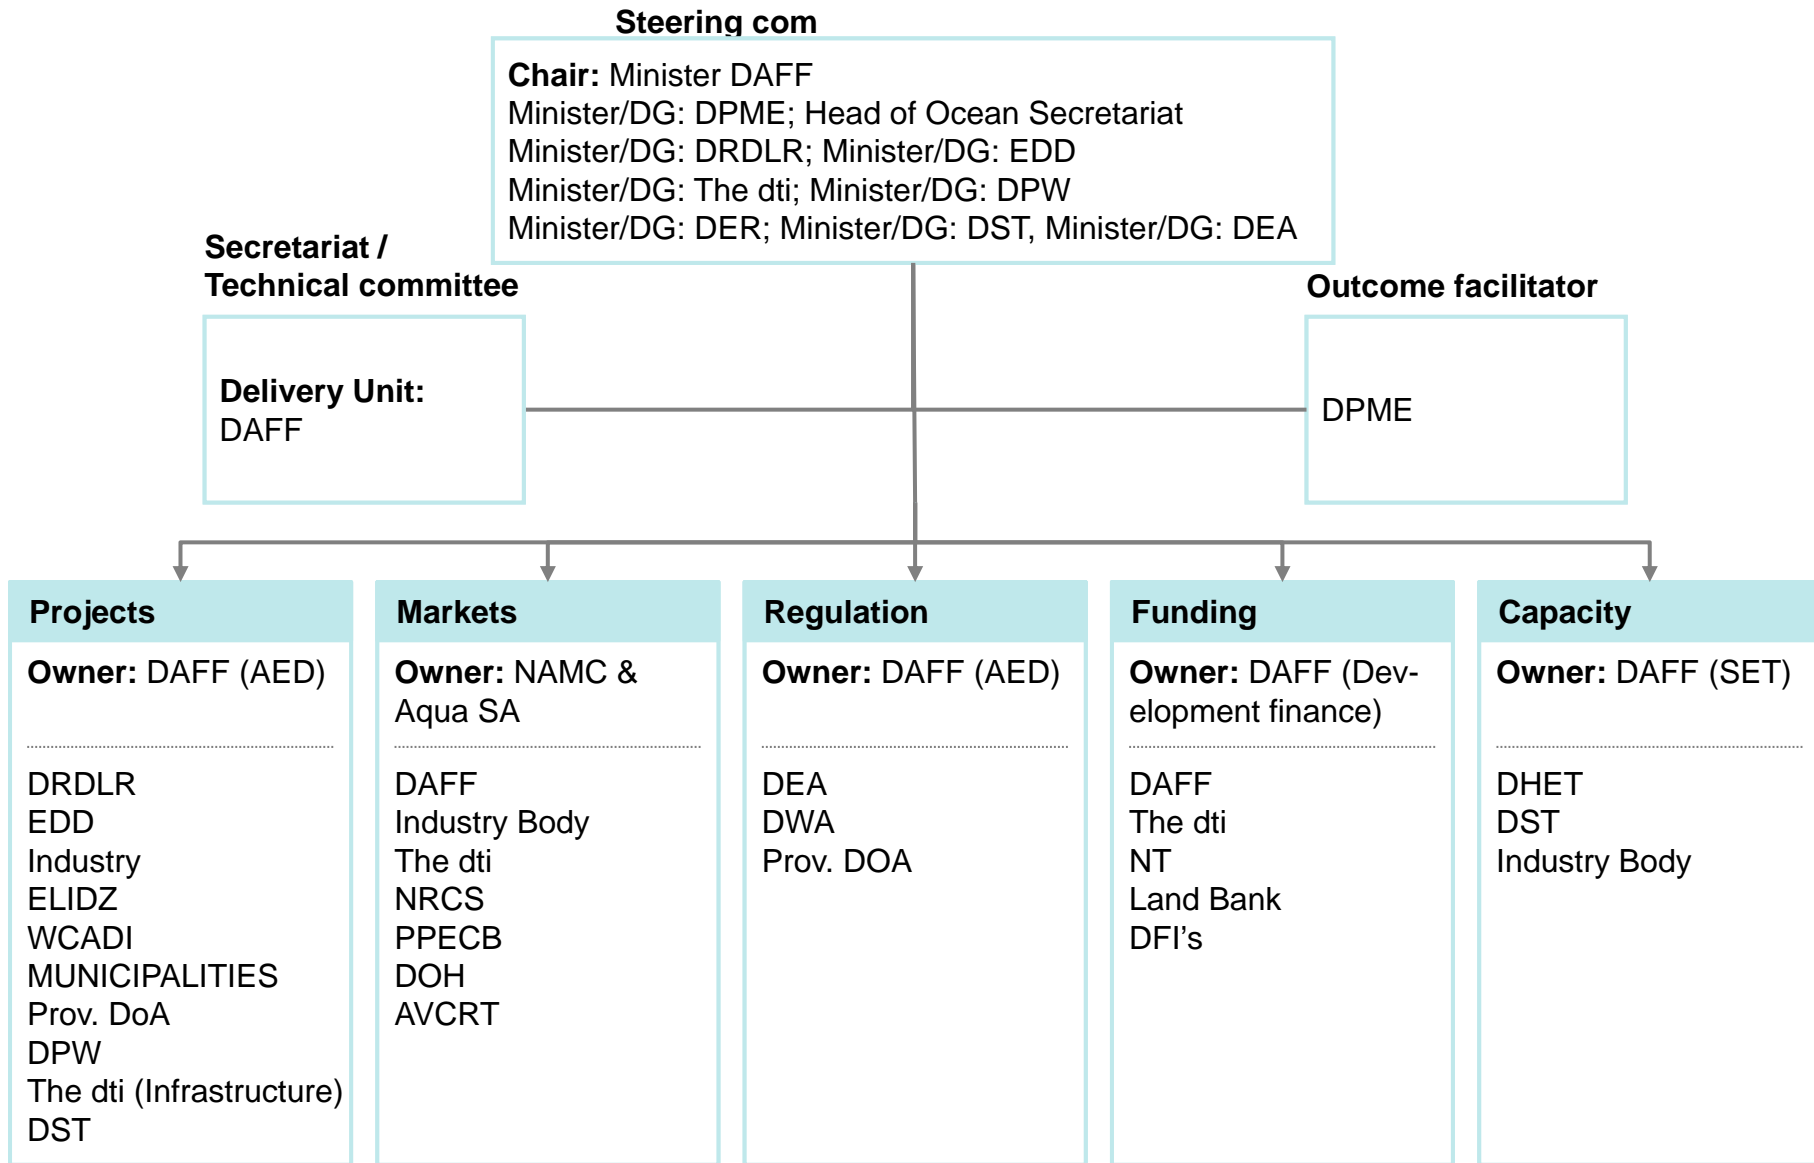 Steering com
Chair: Minister DAFF
Minister/DG: DPME; Head of Ocean Secretariat
Minister/DG: DRDLR; Minister/DG: EDD
Minister/DG: The dti; Minister/DG: DPW
Minister/DG: DER; Minister/DG: DST, Minister/DG: DEA
Secretariat /
Technical committee
Delivery Unit:
DAFF
Outcome facilitator
DPME
Projects
Owner: DAFF (AED)
DRDLR
EDD
Industry
ELIDZ
WCADI
MUNICIPALITIES
Prov. DoA
DPW
The dti (Infrastructure)
DST
Markets
Owner: NAMC &
Aqua SA
DAFF
Industry Body
The dti
NRCS
PPECB
DOH
AVCRT
Regulation
Owner: DAFF (AED)
DEA
DWA
Prov. DOA
Funding
Owner: DAFF (Dev-
elopment finance)
DAFF
The dti
NT
Land Bank
DFI’s
Capacity
Owner: DAFF (SET)
DHET
DST
Industry Body